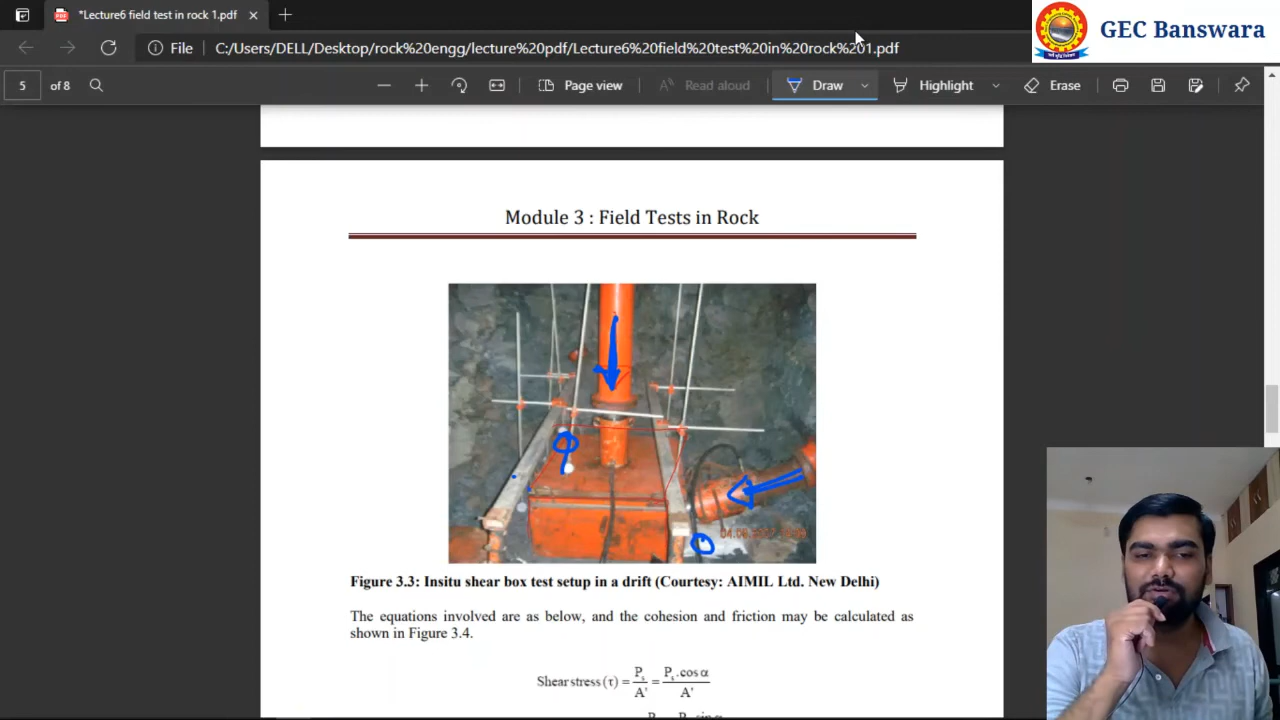 *Lecture6 field test in rock 1.pdf
File
C:/Users/DELL/Desktop/rock%20engg/lecture%20pdf/Lecture6%20field%20test%20in%20rock%201.pdf
GEC Banswara
5 of 8
Page view
Read aloud
Draw
Highlight
Erase
Module 3 : Field Tests in Rock
Figure 3.3: Insitu shear box test setup in a drift (Courtesy: AIMIL Ltd. New Delhi)
The equations involved are as below, and the cohesion and friction may be calculated as
shown in Figure 3.4.
Shear stress (τ) = Pₛ/A' = Pₛ.cos α/A'